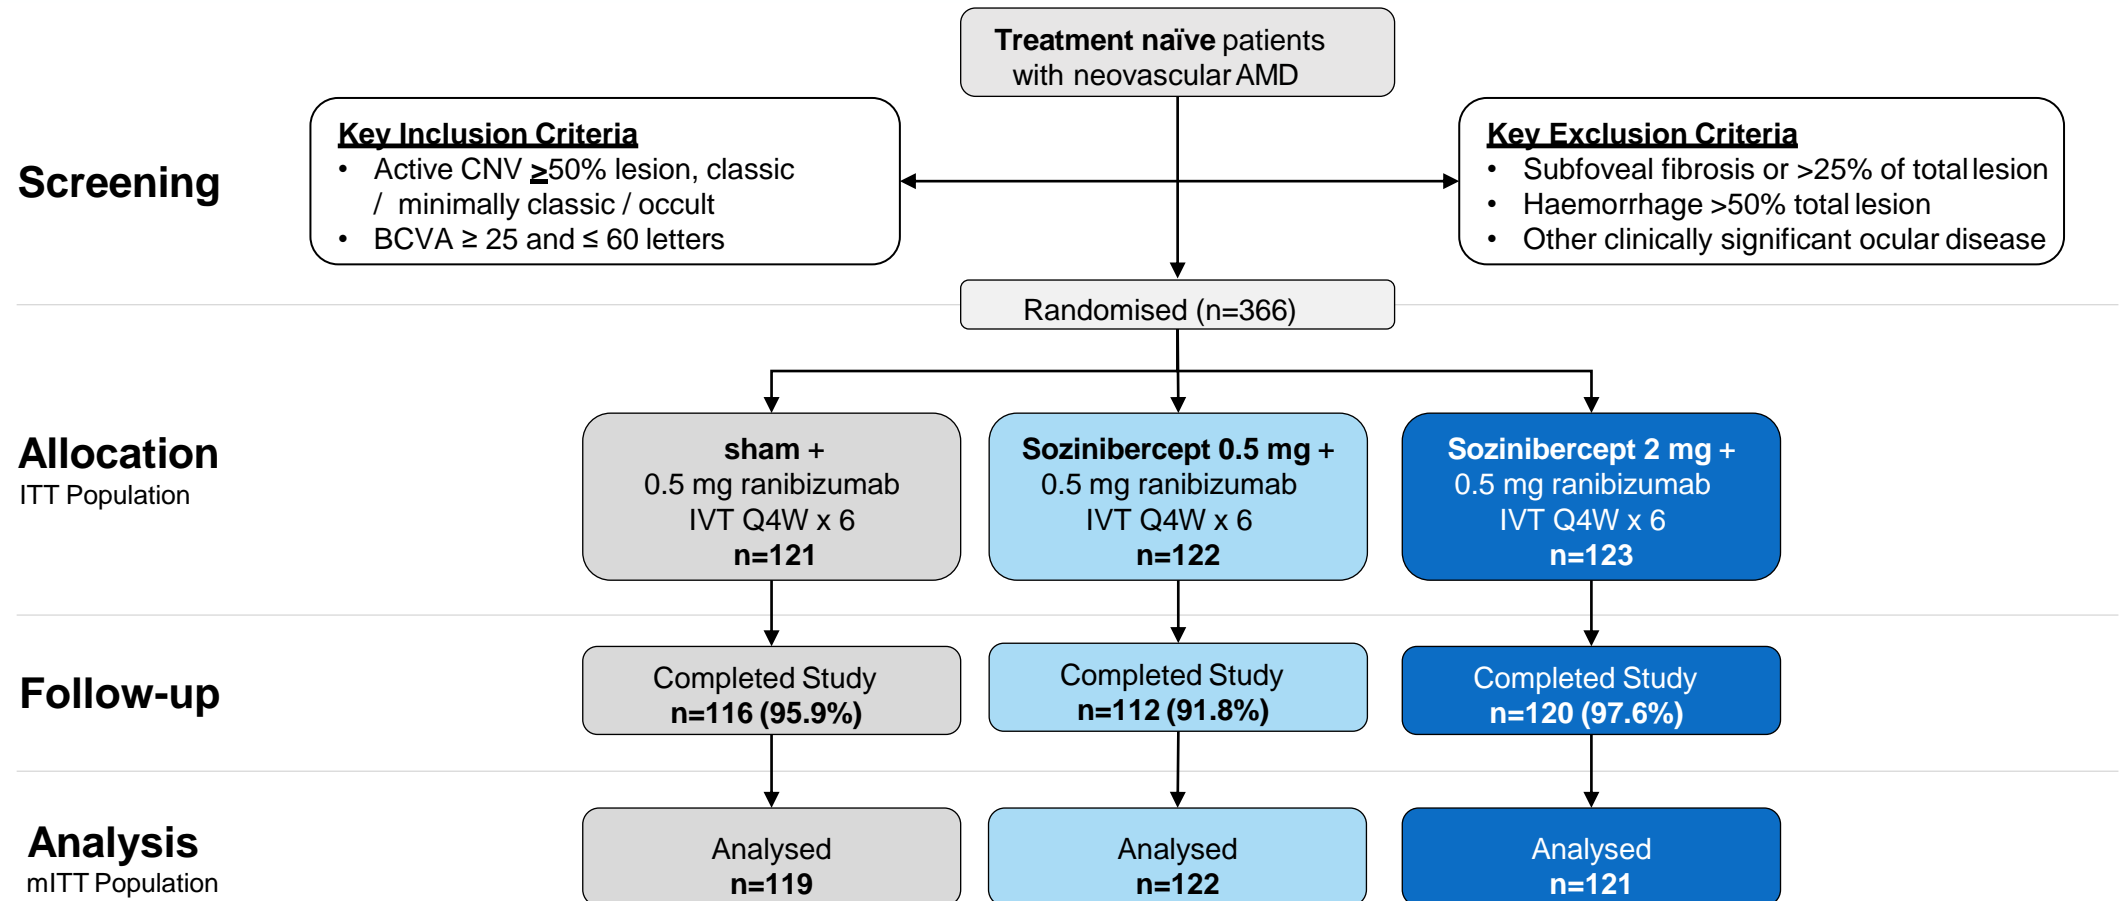 Treatment naïve patients
with neovascular AMD
Screening
Key Inclusion Criteria
• Active CNV ≥50% lesion, classic
/ minimally classic / occult
• BCVA ≥ 25 and ≤ 60 letters
Key Exclusion Criteria
• Subfoveal fibrosis or >25% of total lesion
• Haemorrhage >50% total lesion
• Other clinically significant ocular disease
Randomised (n=366)
Allocation
ITT Population
sham +
0.5 mg ranibizumab
IVT Q4W x 6
n=121
Sozinibercept 0.5 mg +
0.5 mg ranibizumab
IVT Q4W x 6
n=122
Sozinibercept 2 mg +
0.5 mg ranibizumab
IVT Q4W x 6
n=123
Follow-up
Completed Study
n=116 (95.9%)
Completed Study
n=112 (91.8%)
Completed Study
n=120 (97.6%)
Analysis
mITT Population
Analysed
n=119
Analysed
n=122
Analysed
n=121